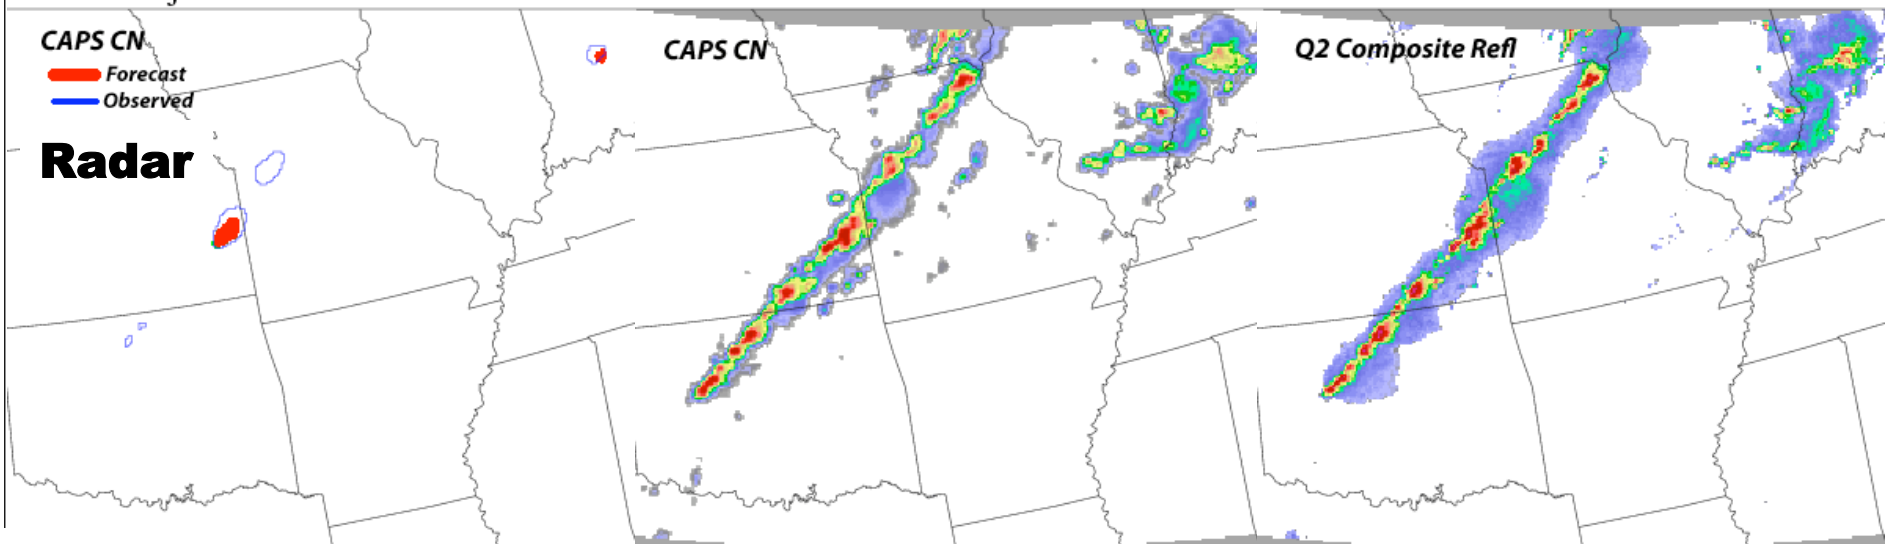 CAPS CN
Forecast
Observed
Radar
CAPS CN
Q2 Composite Refl